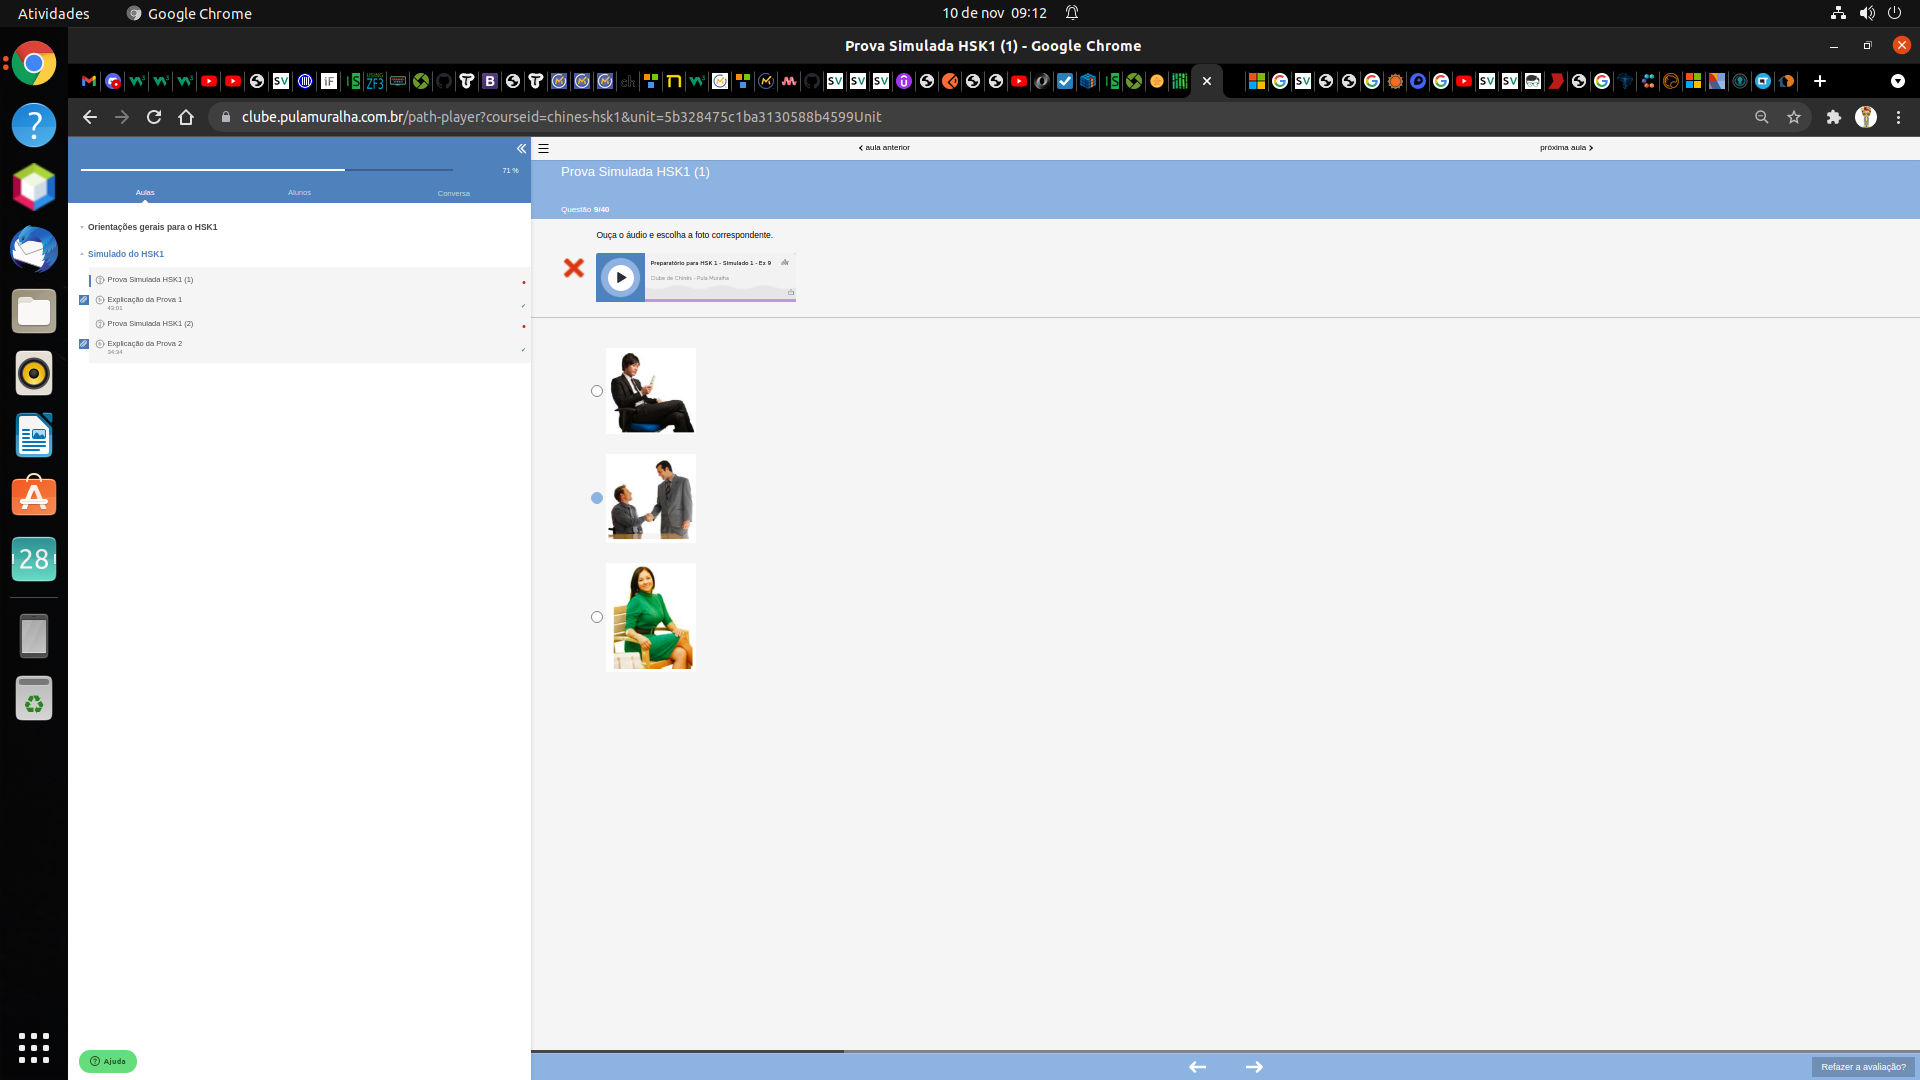 Atividades
Google Chrome
10 de nov 09:12
Prova Simulada HSK1 (1) - Google Chrome
clube.pulamuralha.com.br/path-player?courseid=chines-hsk1&unit=5b328475c1ba3130588b4599Unit
71 %
Aulas
Alunos
Conversa
Orientações gerais para o HSK1
Simulado do HSK1
Prova Simulada HSK1 (1)
Explicação da Prova 1
43:01
Prova Simulada HSK1 (2)
Explicação da Prova 2
34:34
Ajuda
aula anterior
próxima aula
Prova Simulada HSK1 (1)
Questão 9/40
Ouça o áudio e escolha a foto correspondente.
Preparatório para HSK 1 - Simulado 1 - Ex 9
Clube de Chinês - Pula Muralha
Refazer a avaliação?
28